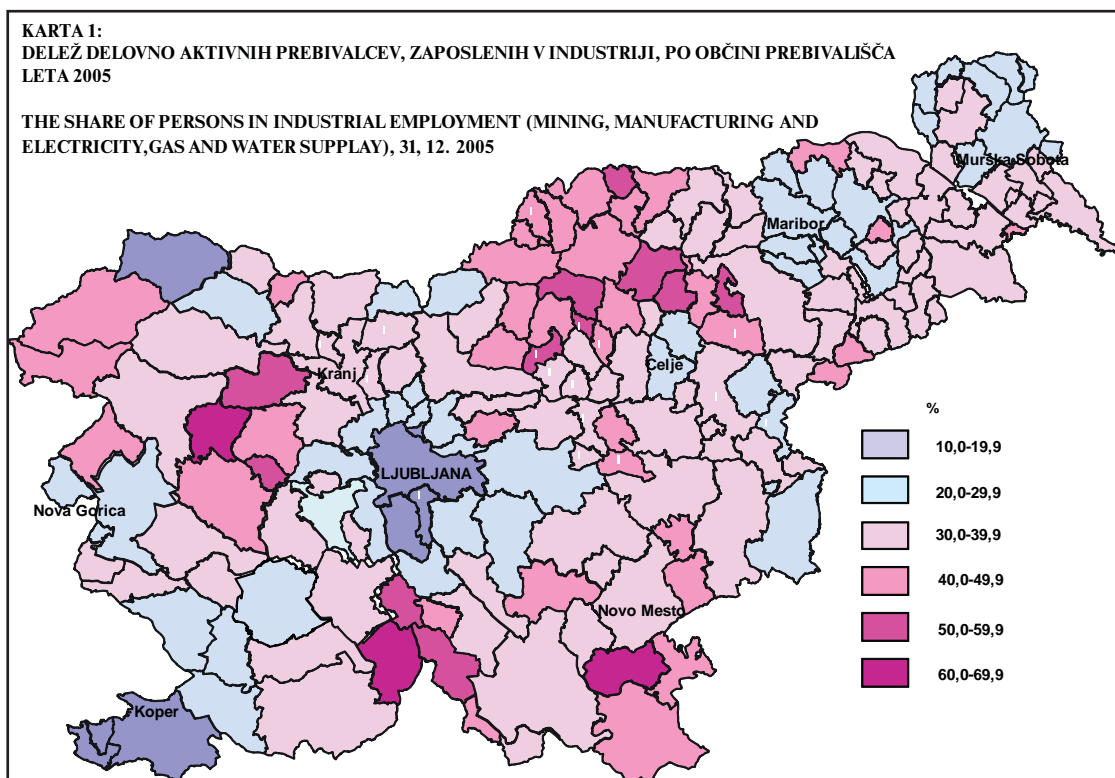 KARTA 1:
DELEŽ DELOVNO AKTIVNIH PREBIVALCEV, ZAPOSLENIH V INDUSTRIJI, PO OBČINI PREBIVALIŠČA
LETA 2005
THE SHARE OF PERSONS IN INDUSTRIAL EMPLOYMENT (MINING, MANUFACTURING AND
ELECTRICITY,GAS AND WATER SUPPLAY), 31, 12. 2005
Murska Sobota
Maribor
Kranj
Celje
LJUBLJANA
Nova Gorica
Novo Mesto
Koper
%
10,0-19,9
20,0-29,9
30,0-39,9
40,0-49,9
50,0-59,9
60,0-69,9